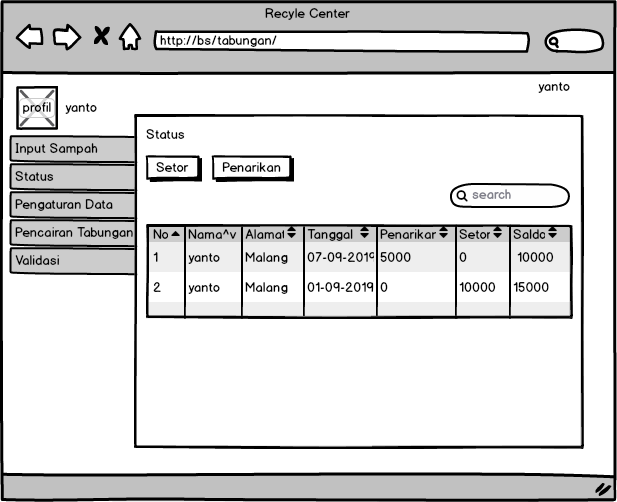 Recyle Center
http://bs/tabungan/
yanto
profil yanto
Input Sampah
Status
Pengaturan Data
Pencairan Tabungan
Validasi
Status
Setor Penarikan
search
No Nama^v Alamat Tanggal Penarikar Setor Saldo
1 yanto Malang 07-09-2019 5000 0 10000
2 yanto Malang 01-09-2019 0 10000 15000